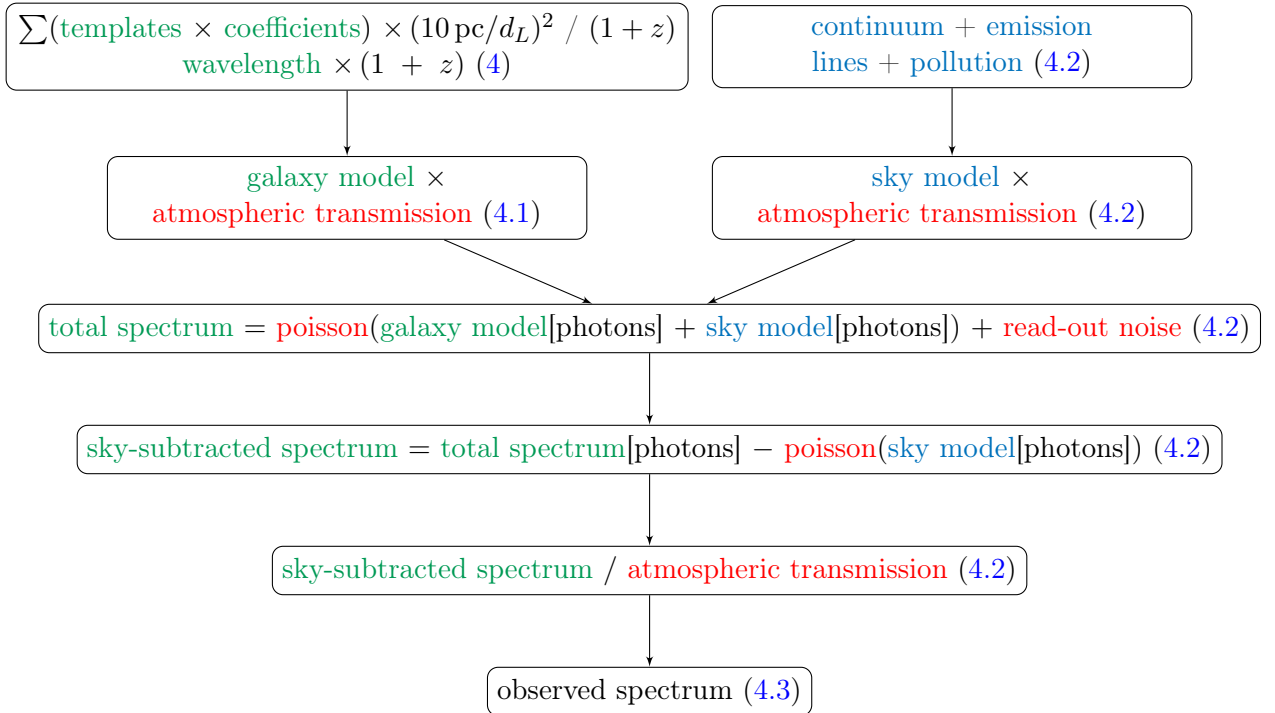 ∑(templates × coefficients) × (10 pc/d_L)² / (1 + z)
wavelength × (1 + z) (4)
continuum + emission
lines + pollution (4.2)
galaxy model ×
atmospheric transmission (4.1)
sky model ×
atmospheric transmission (4.2)
total spectrum = poisson(galaxy model[photons] + sky model[photons]) + read-out noise (4.2)
sky-subtracted spectrum = total spectrum[photons] − poisson(sky model[photons]) (4.2)
sky-subtracted spectrum / atmospheric transmission (4.2)
observed spectrum (4.3)